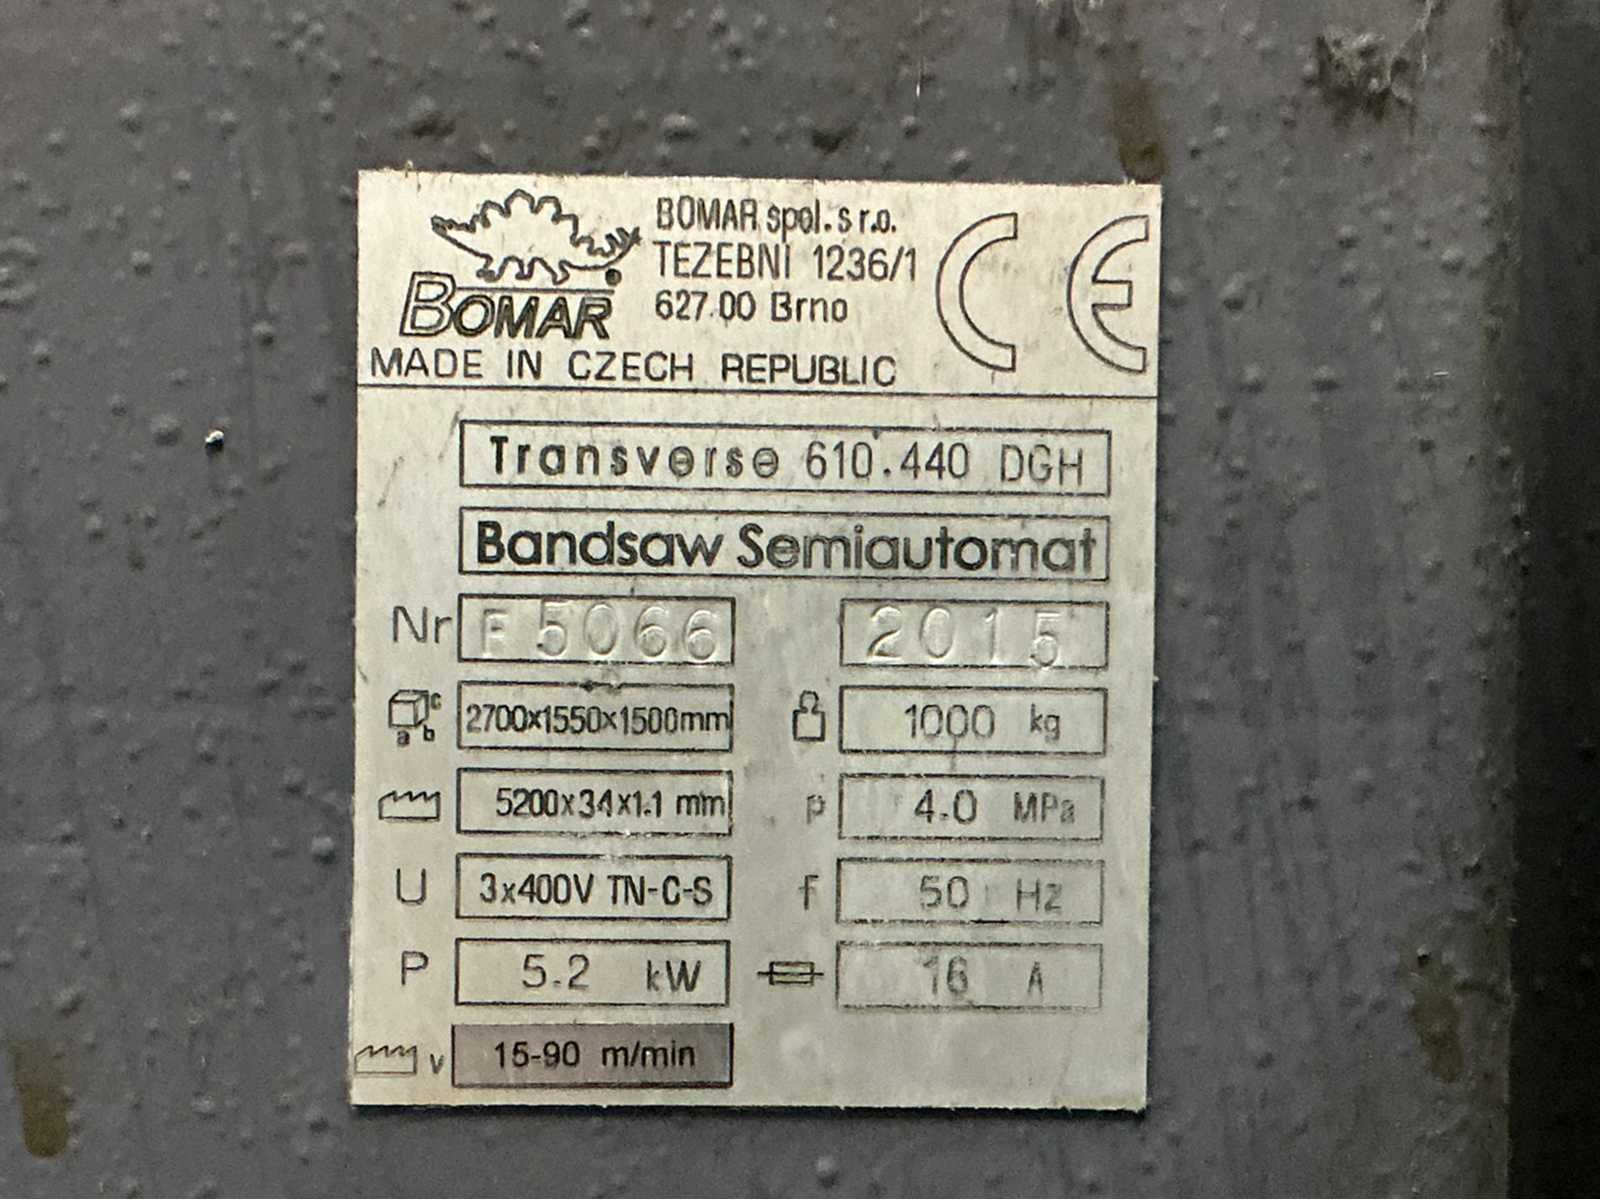 BOMAR spol. s r.o.
TEZEBNI 1236/1
627 00 Brno
BOMAR
CE
MADE IN CZECH REPUBLIC
Transverse 610.440 DGH
Bandsaw Semiautomat
Nr F5066 2015
c a b 2700x1550x1500mm 1000 kg
5200x34x1.1 mm p 4.0 MPa
U 3x400V TN-C-S f 50 Hz
P 5.2 kW 16 A
v 15-90 m/min